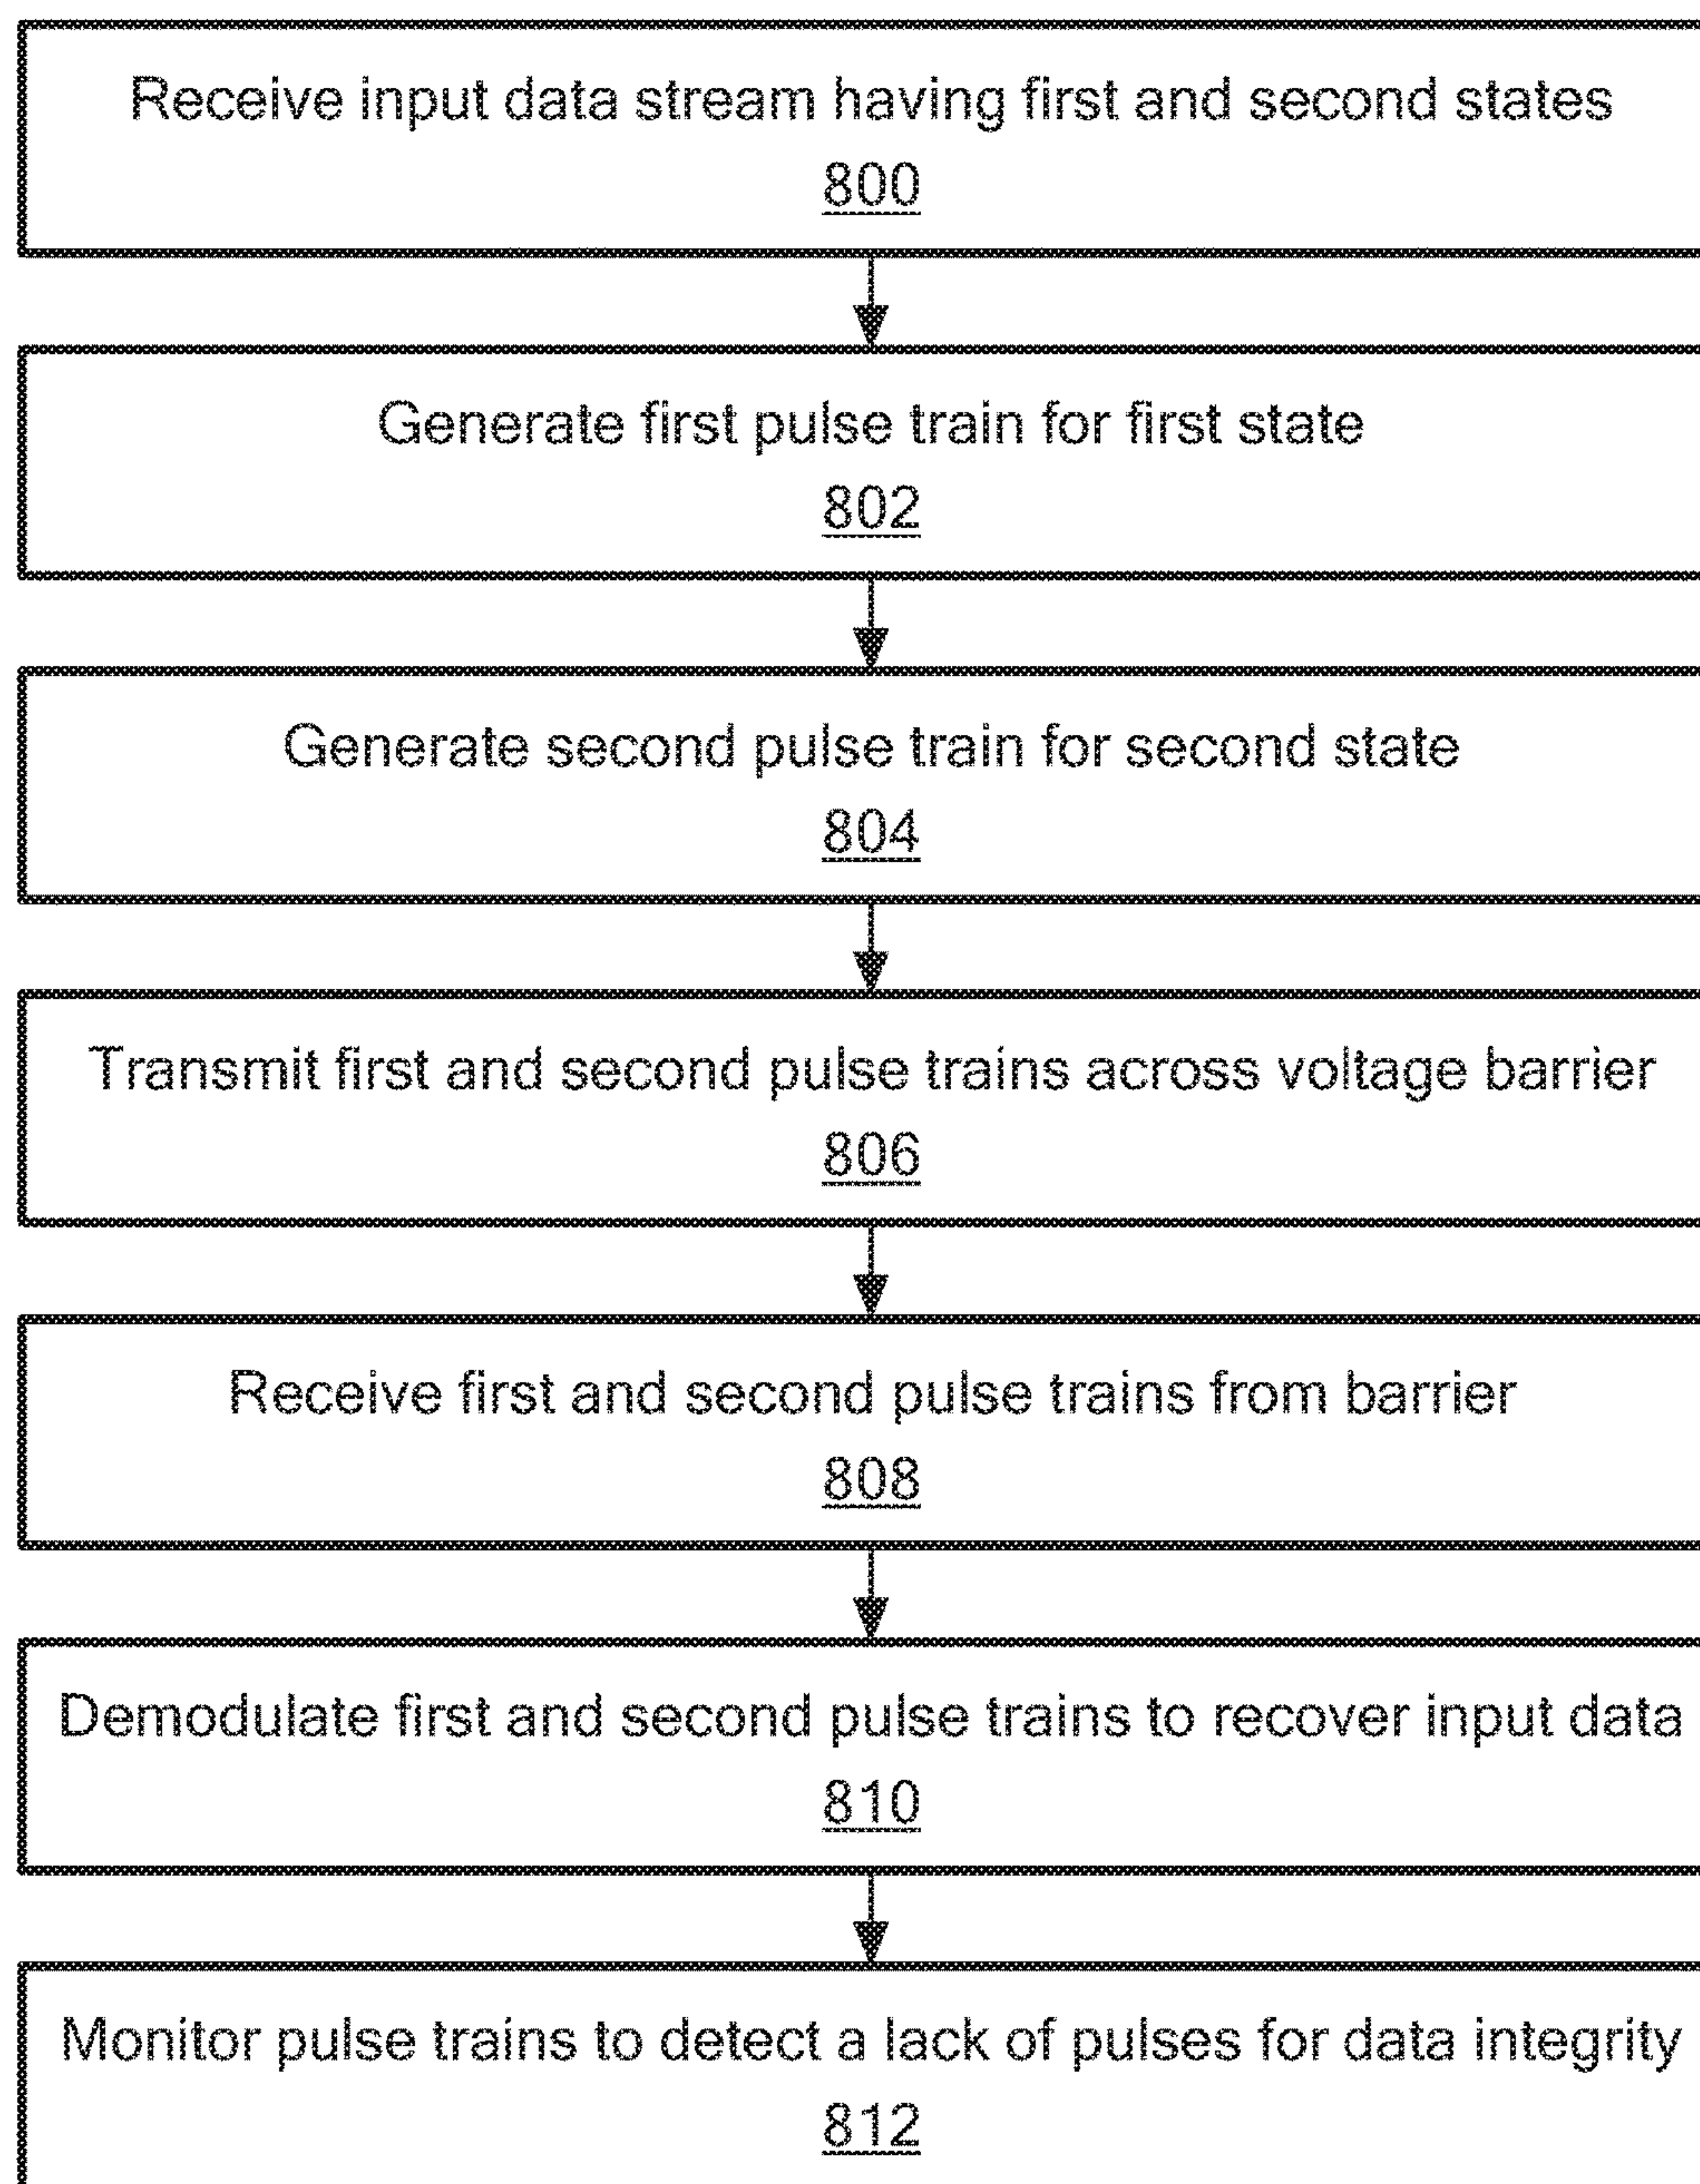 Receive input data stream having first and second states
800
Generate first pulse train for first state
802
Generate second pulse train for second state
804
Transmit first and second pulse trains across voltage barrier
806
Receive first and second pulse trains from barrier
808
Demodulate first and second pulse trains to recover input data
810
Monitor pulse trains to detect a lack of pulses for data integrity
812